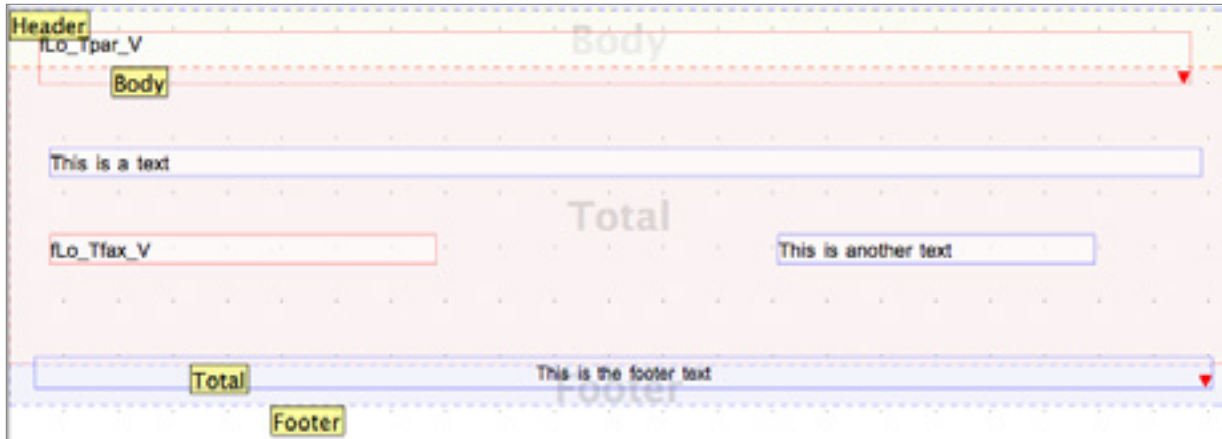 Header
Body
fLo_Tpar_V
Body
This is a text
Total
fLo_Tfax_V
This is another text
This is the footer text
Total
Footer
Footer